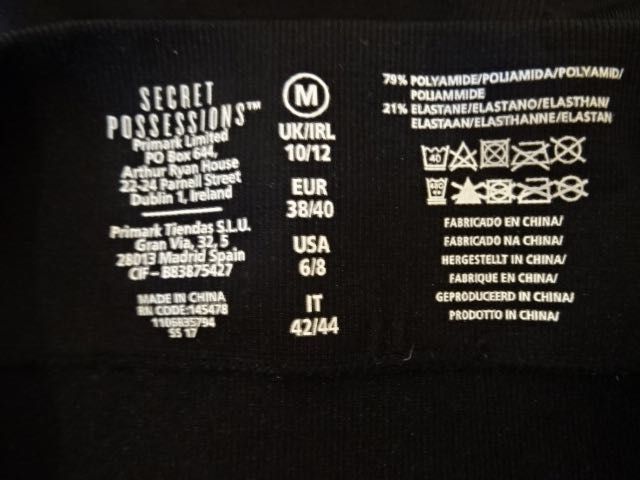 SECRET
POSSESSIONS™
Primark Limited
PO Box 644,
Arthur Ryan House
22-24 Parnell Street
Dublin 1, Ireland
Primark Tiendas S.L.U.
Gran Via, 32, 5
28013 Madrid Spain
CIF – B83875427
MADE IN CHINA
RN CODE: 145478
1106835794
SS 17
M
UK/IRL
10/12
EUR
38/40
USA
6/8
IT
42/44
79% POLYAMIDE/POLIAMIDA/POLYAMID/
POLIAMMIDE
21% ELASTANE/ELASTANO/ELASTHAN/
ELASTAAN/ELASTHANNE/ELASTAN
40
FABRICADO EN CHINA/
FABRICADO NA CHINA/
HERGESTELLT IN CHINA/
FABRIQUE EN CHINA/
GEPRODUCEERD IN CHINA/
PRODOTTO IN CHINA/